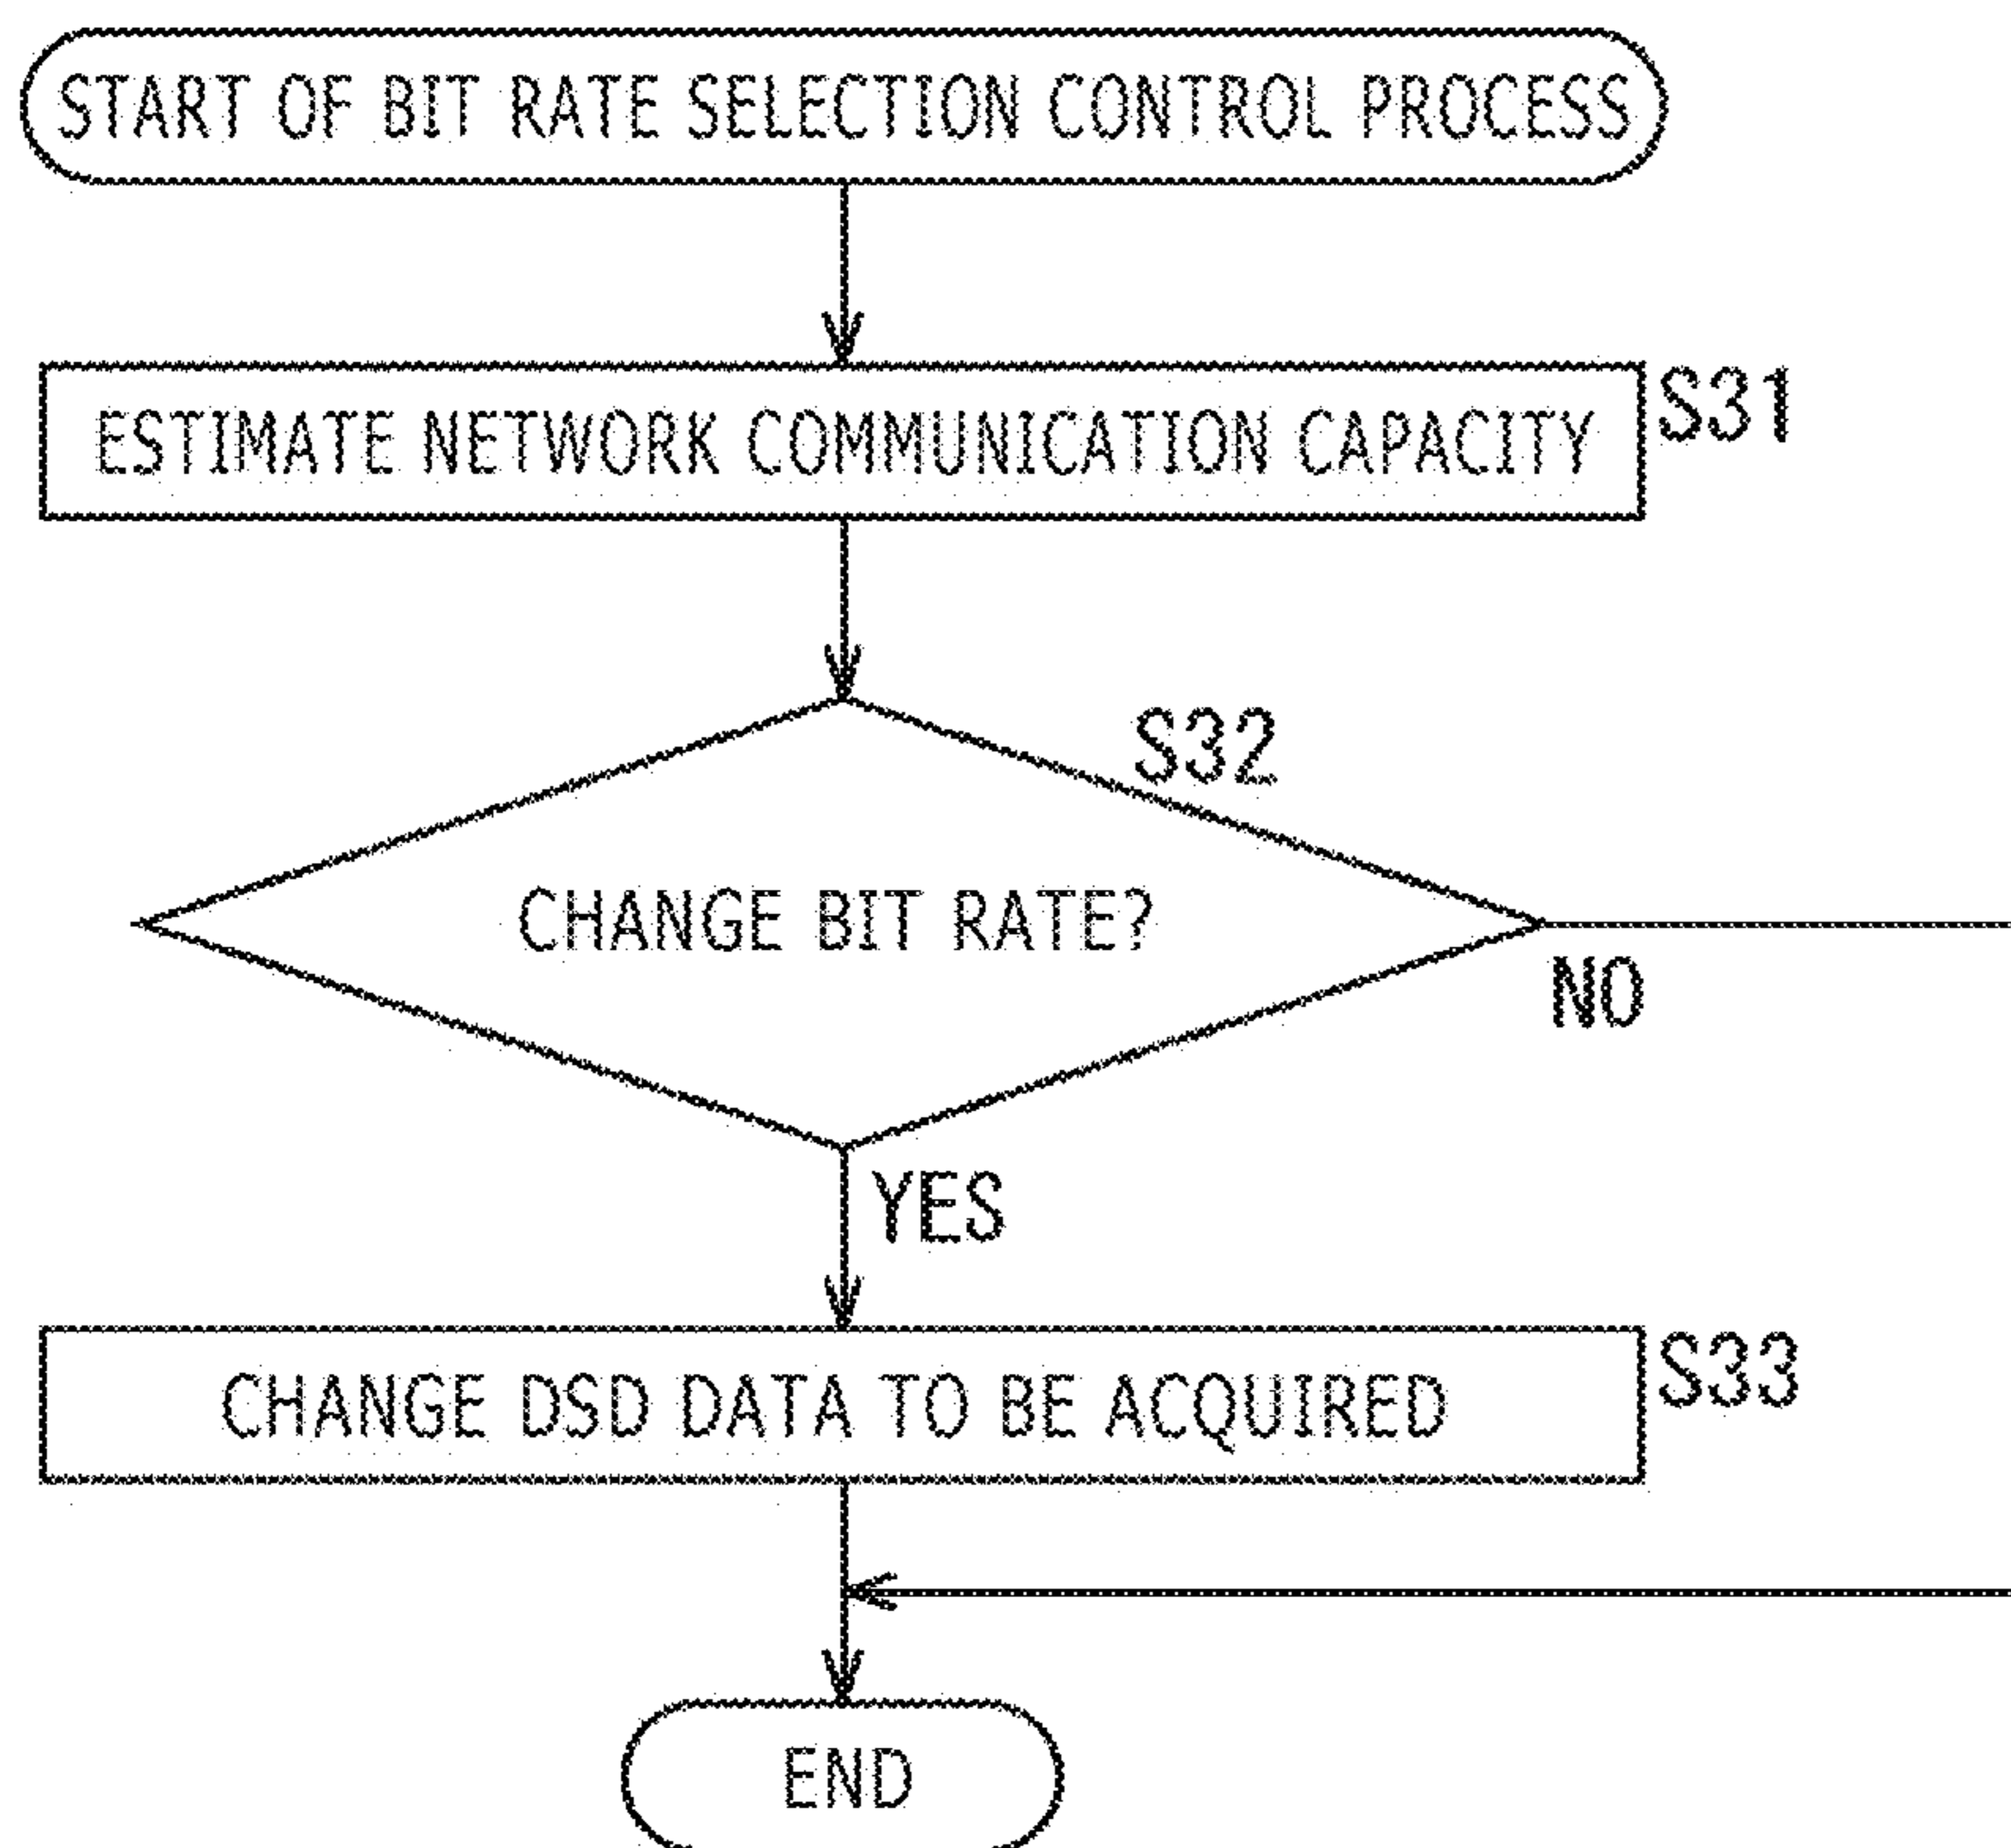 START OF BIT RATE SELECTION CONTROL PROCESS
ESTIMATE NETWORK COMMUNICATION CAPACITY
S31
S32
CHANGE BIT RATE?
NO
YES
CHANGE DSD DATA TO BE ACQUIRED
S33
END